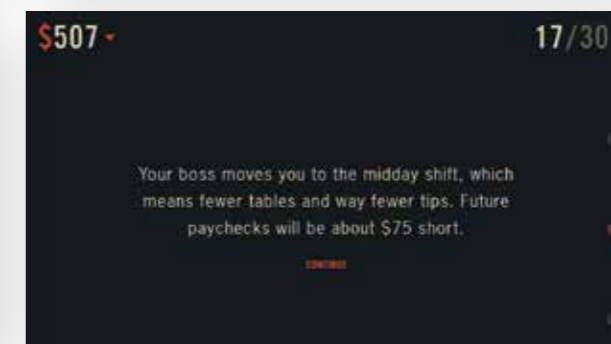 $507
17/30
Your boss moves you to the midday shift, which
means fewer tables and way fewer tips. Future
paychecks will be about $75 short.
CONTINUE